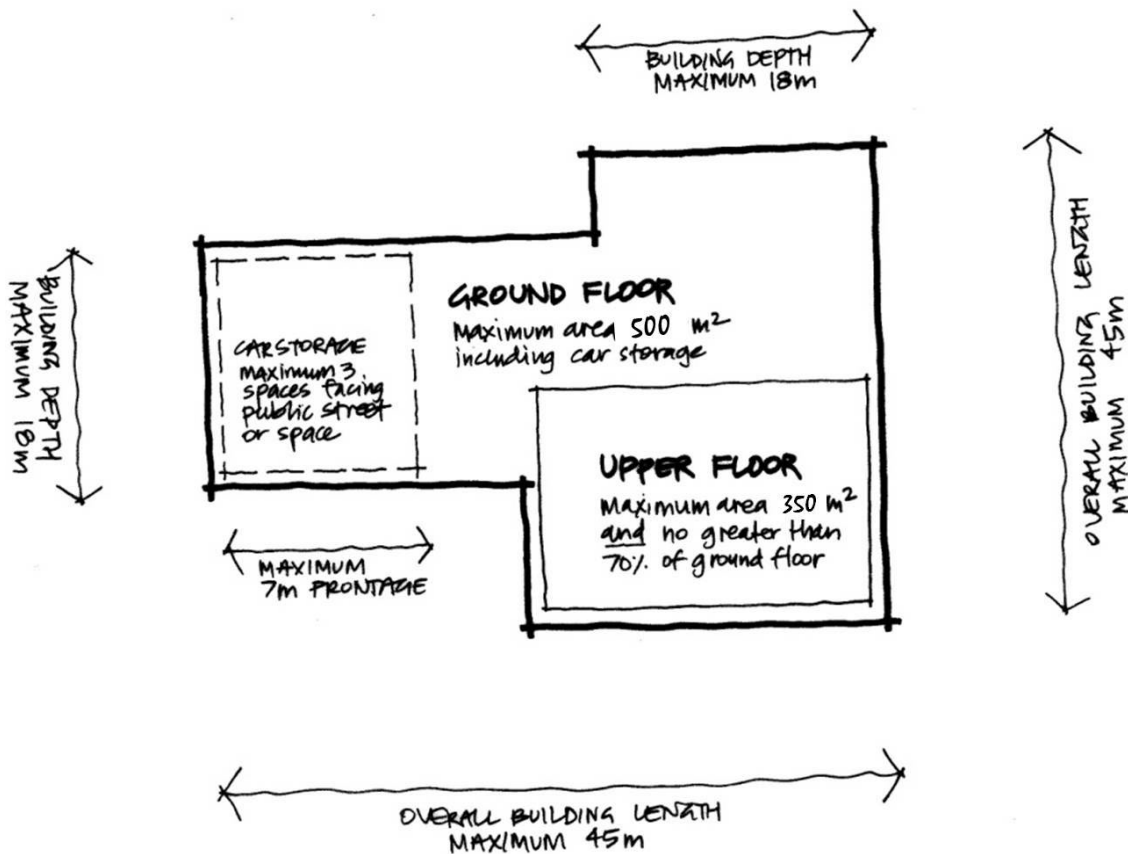 BUILDING DEPTH
MAXIMUM 18m
BUILDING DEPTH
MAXIMUM 18m
GROUND FLOOR
Maximum area 500 m²
including car storage
CAR STORAGE
maximum 3
spaces facing
public street
or space
UPPER FLOOR
Maximum area 350 m²
and no greater than
70% of ground floor
MAXIMUM
7m FRONTAGE
OVERALL BUILDING LENGTH
MAXIMUM 45m
OVERALL BUILDING LENGTH
MAXIMUM 45m